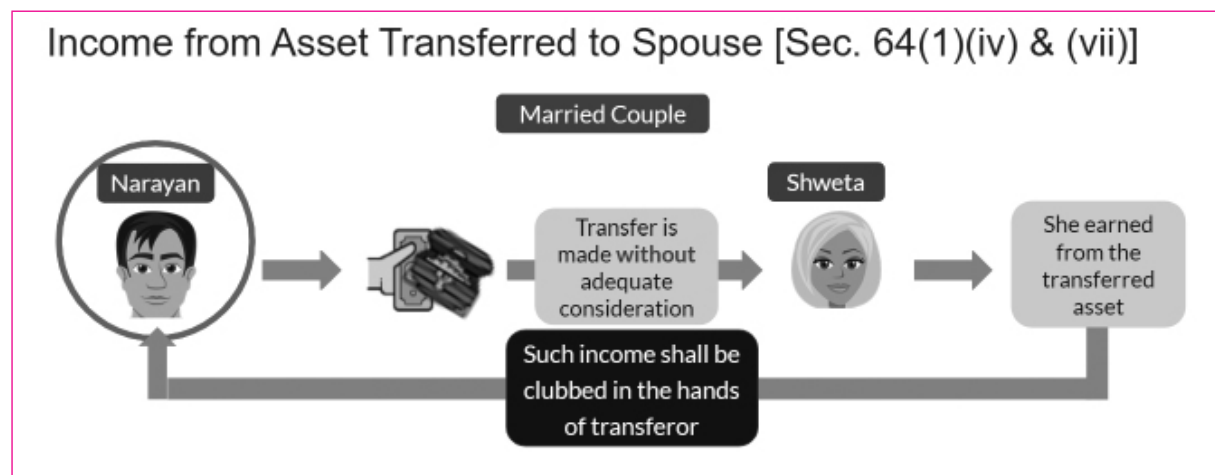 Income from Asset Transferred to Spouse [Sec. 64(1)(iv) & (vii)]
Married Couple
Narayan
Shweta
Transfer is
made without
adequate
consideration
She earned
from the
transferred
asset
Such income shall be
clubbed in the hands
of transferor